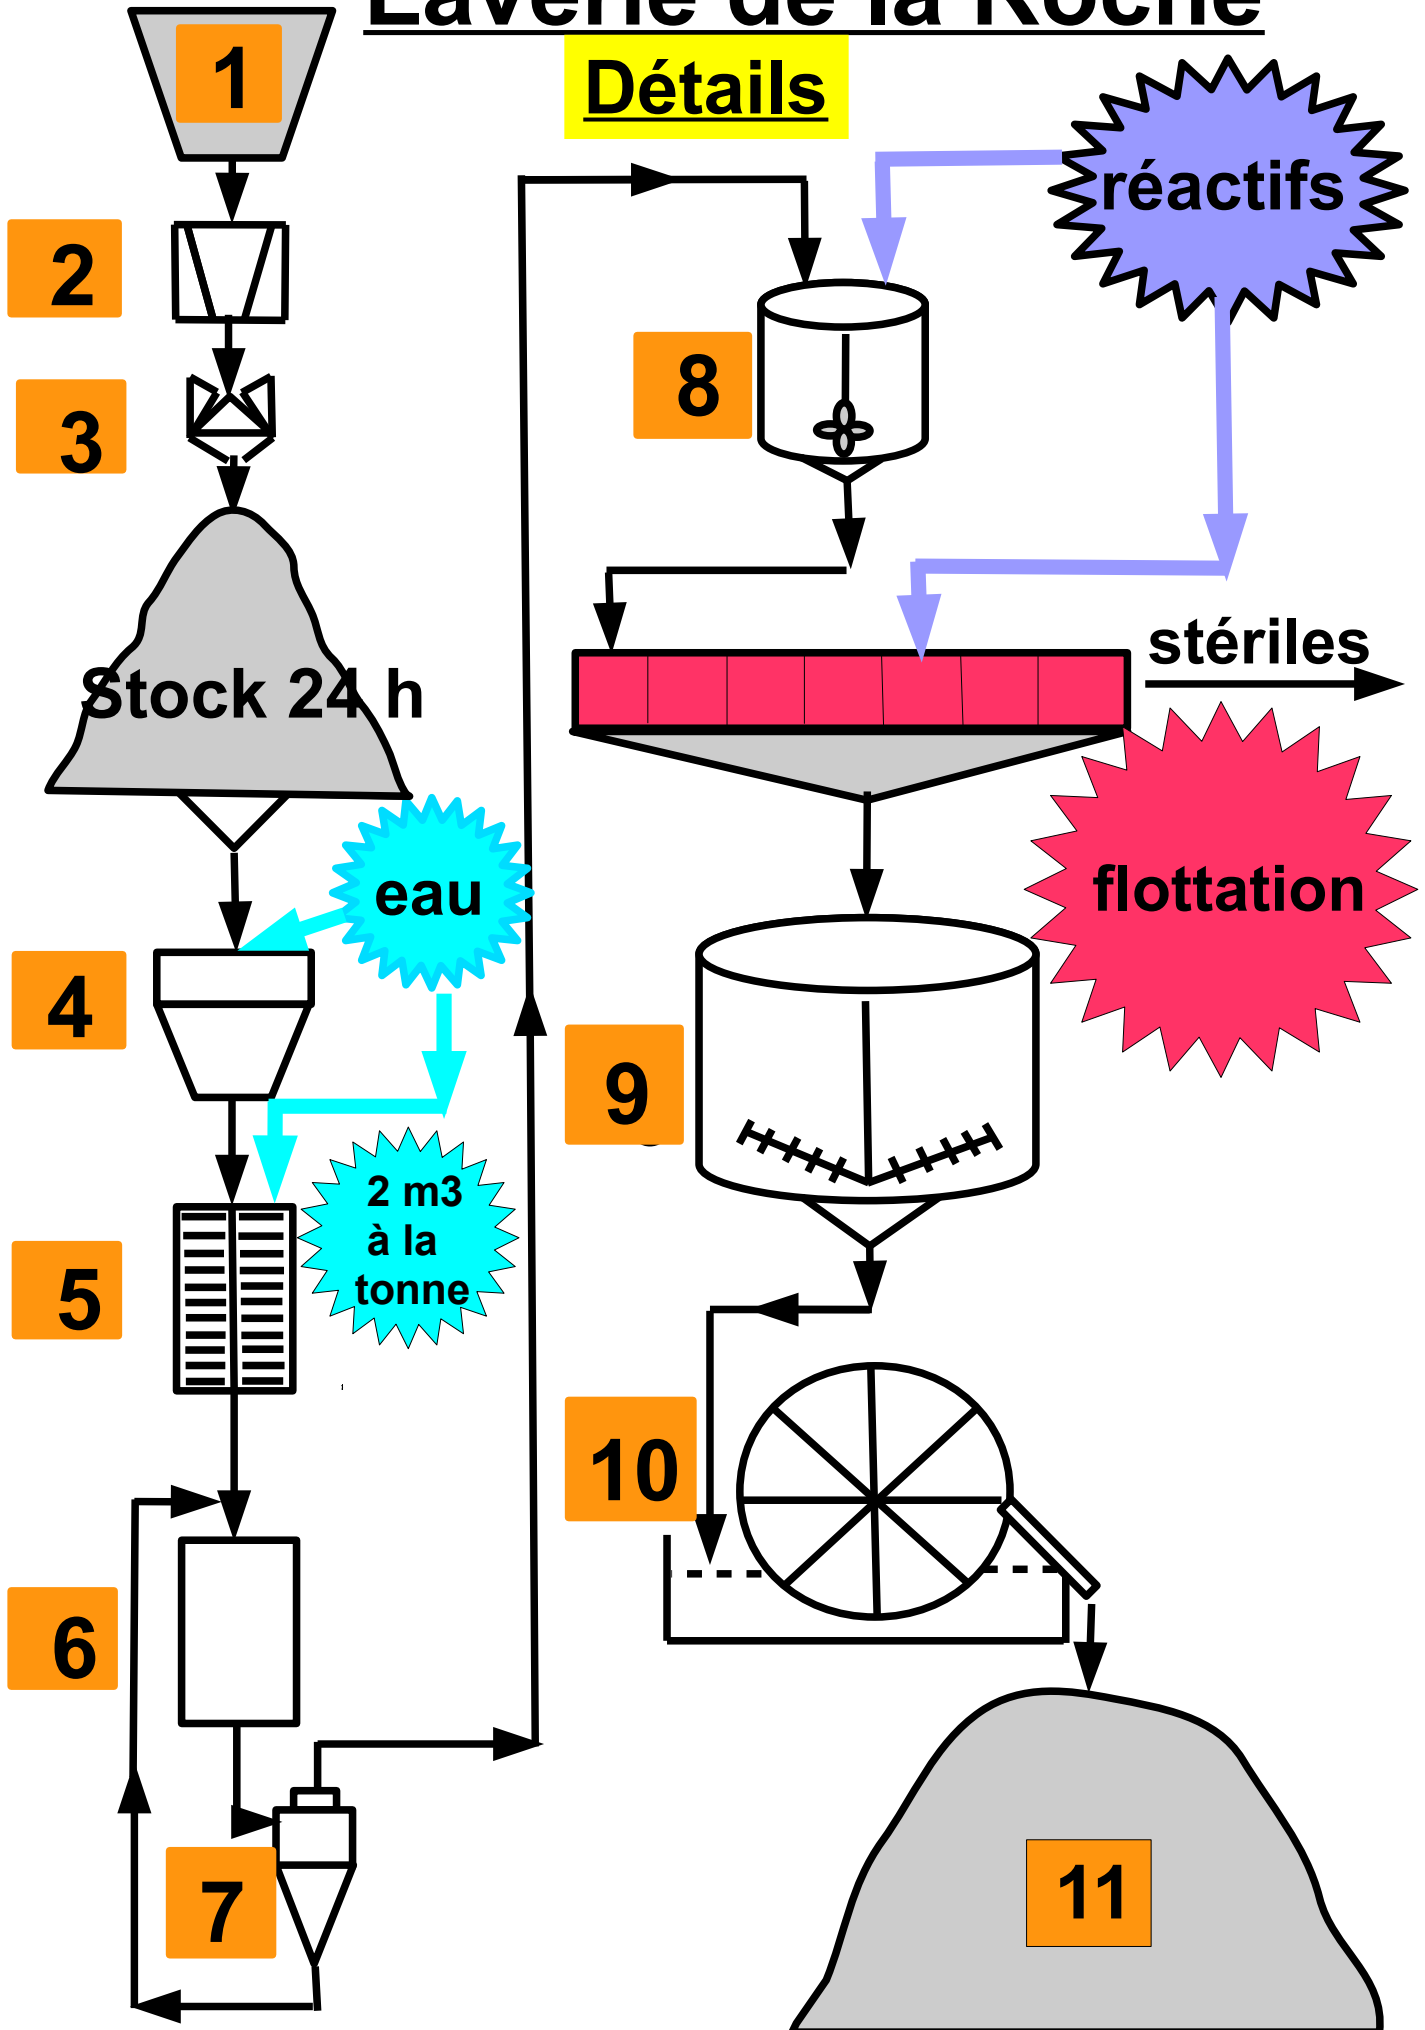 Laverie de la Roche
Détails
1
2
3
Stock 24 h
eau
4
5
2 m3
à la
tonne
6
7
réactifs
8
stériles
flottation
9
10
11